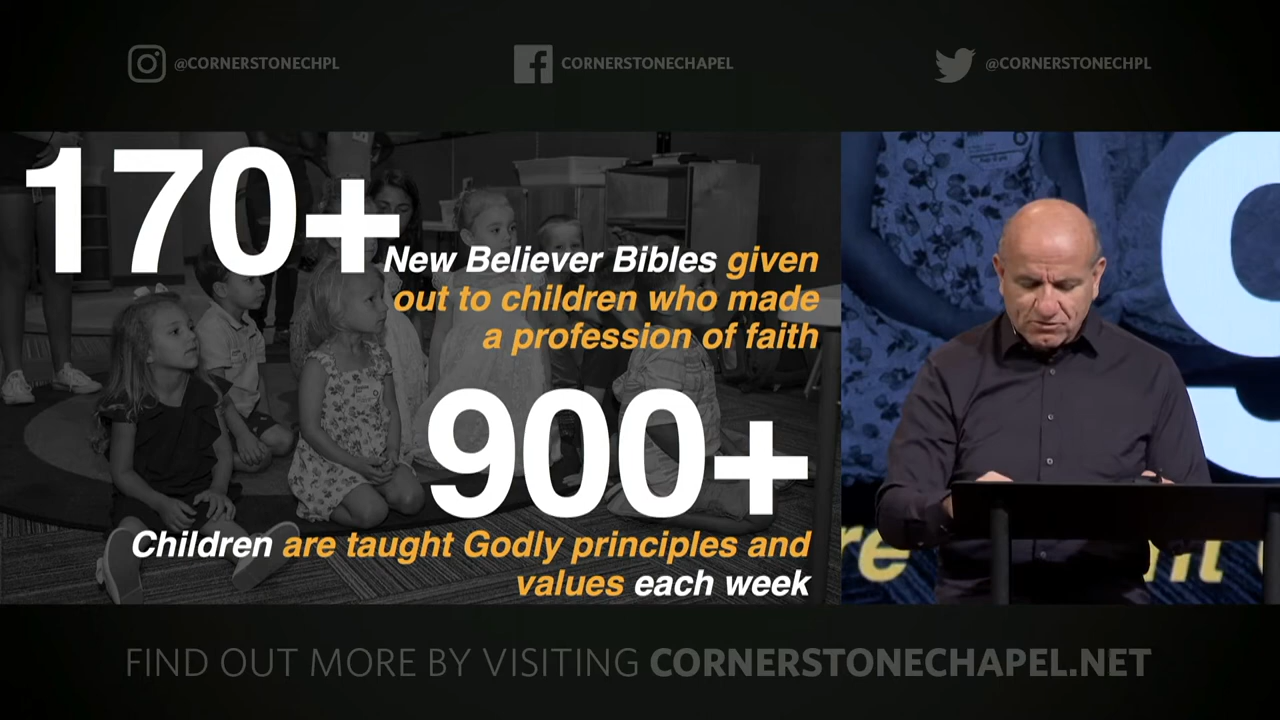 @CORNERSTONECHPL
CORNERSTONECHAPEL
@CORNERSTONECHPL
170+
New Believer Bibles given
out to children who made
a profession of faith
900+
Children are taught Godly principles and
values each week
FIND OUT MORE BY VISITING CORNERSTONECHAPEL.NET